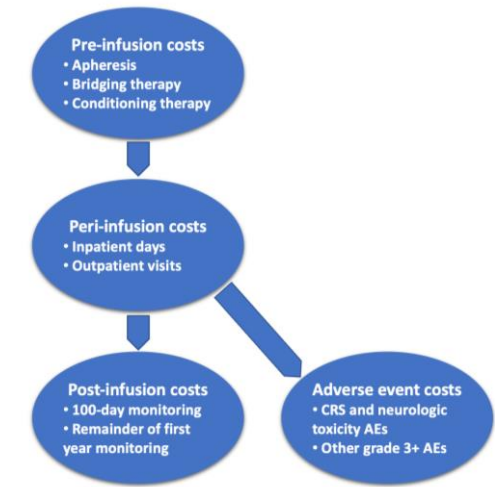 Pre-infusion costs
• Apheresis
• Bridging therapy
• Conditioning therapy
Peri-infusion costs
• Inpatient days
• Outpatient visits
Post-infusion costs
• 100-day monitoring
• Remainder of first
year monitoring
Adverse event costs
• CRS and neurologic
toxicity AEs
• Other grade 3+ AEs